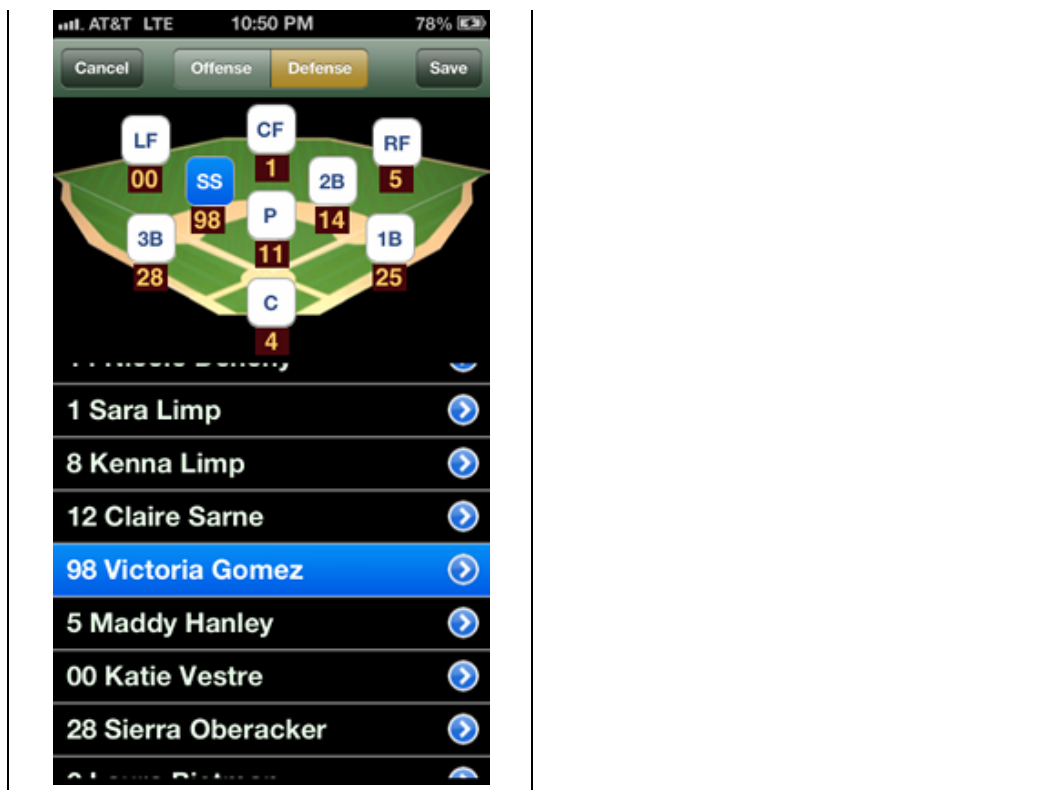 AT&T LTE 10:50 PM 78%
Cancel Offense Defense Save
CF
LF RF
1
00 SS 2B 5
98 P 14
3B 1B
11
28 25
C
4
1 Sara Limp
8 Kenna Limp
12 Claire Sarne
98 Victoria Gomez
5 Maddy Hanley
00 Katie Vestre
28 Sierra Oberacker